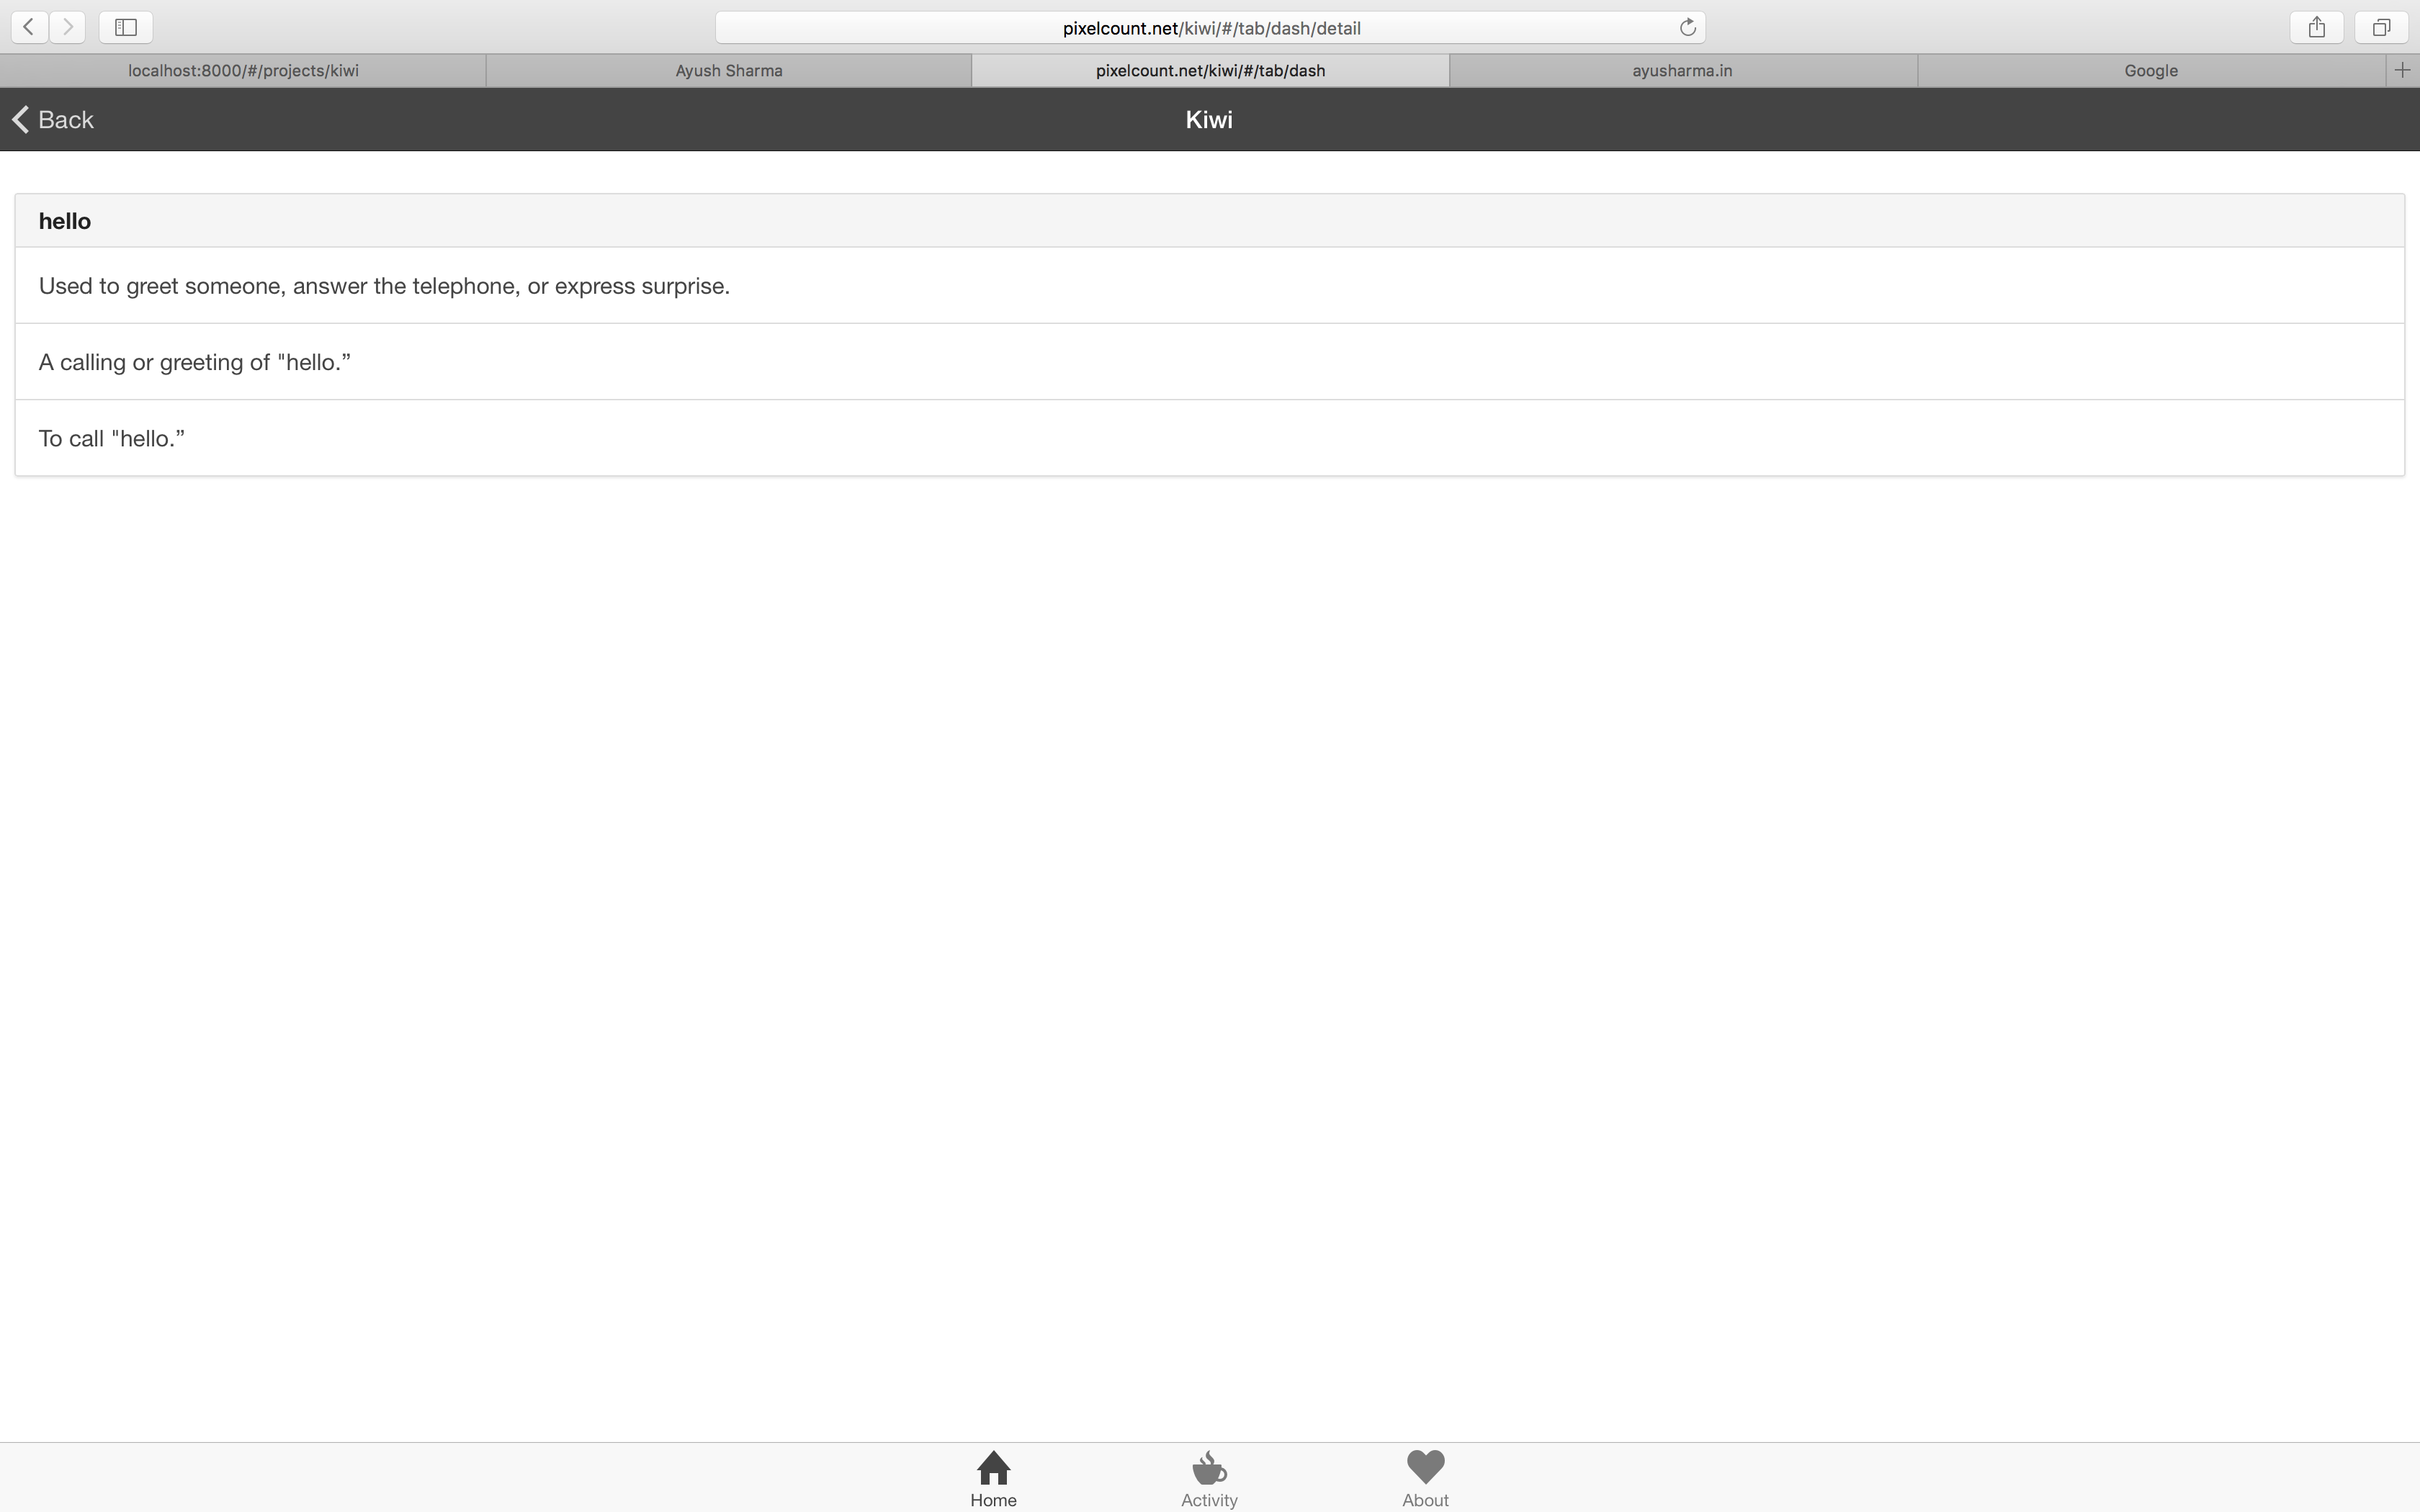 pixelcount.net/kiwi/#/tab/dash/detail
localhost:8000/#/projects/kiwi Ayush Sharma pixelcount.net/kiwi/#/tab/dash ayusharma.in Google
Back Kiwi
hello
Used to greet someone, answer the telephone, or express surprise.
A calling or greeting of "hello.”
To call "hello.”
Home Activity About